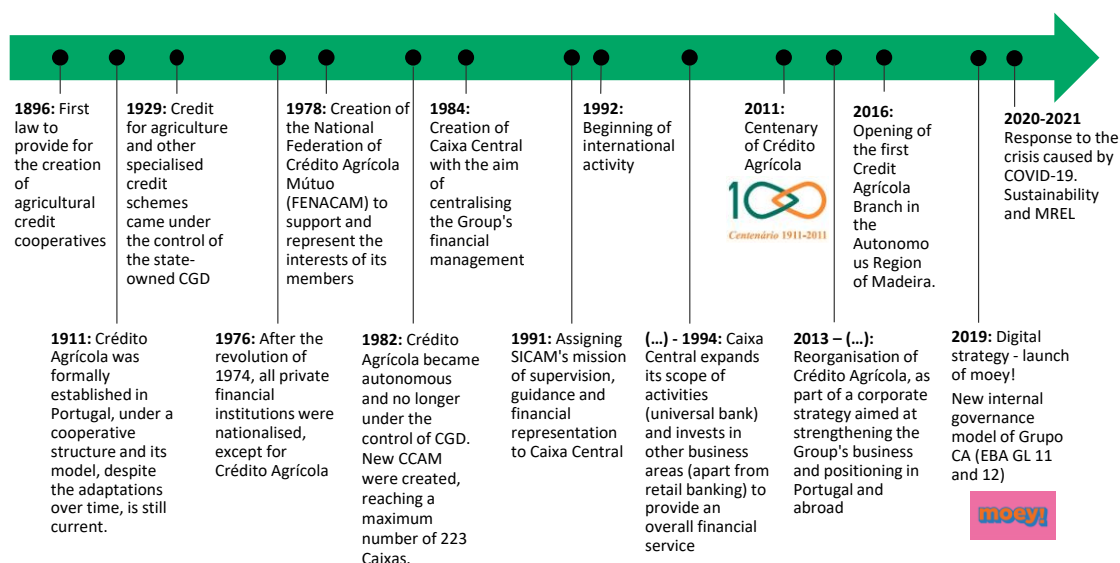 1896: First
law to
provide for
the creation
of
agricultural
credit
cooperatives
1929: Credit
for agriculture
and other
specialised
credit
schemes
came under
the control of
the state-
owned CGD
1978: Creation of
the National
Federation of
Crédito Agrícola
Mútuo
(FENACAM) to
support and
represent the
interests of its
members
1984:
Creation of
Caixa Central
with the aim
of
centralising
the Group's
financial
management
1992:
Beginning of
international
activity
2011:
Centenary
of Crédito
Agrícola
100
Centenário 1911-2011
2016:
Opening of
the first
Credit
Agrícola
Branch in
the
Autonomo
us Region
of Madeira.
2020-2021
Response to the
crisis caused by
COVID-19.
Sustainability
and MREL
1911: Crédito
Agrícola was
formally
established in
Portugal, under a
cooperative
structure and its
model, despite
the adaptations
over time, is still
current.
1976: After the
revolution of
1974, all private
financial
institutions were
nationalised,
except for
Crédito Agrícola
1982: Crédito
Agrícola became
autonomous
and no longer
under the
control of CGD.
New CCAM
were created,
reaching a
maximum
number of 223
Caixas.
1991: Assigning
SICAM's mission
of supervision,
guidance and
financial
representation
to Caixa Central
(...) - 1994: Caixa
Central expands
its scope of
activities
(universal bank)
and invests in
other business
areas (apart from
retail banking) to
provide an
overall financial
service
2013 – (...):
Reorganisation of
Crédito Agrícola, as
part of a corporate
strategy aimed at
strengthening the
Group's business
and positioning in
Portugal and
abroad
2019: Digital
strategy - launch
of moey!
New internal
governance
model of Grupo
CA (EBA GL 11
and 12)
moey!